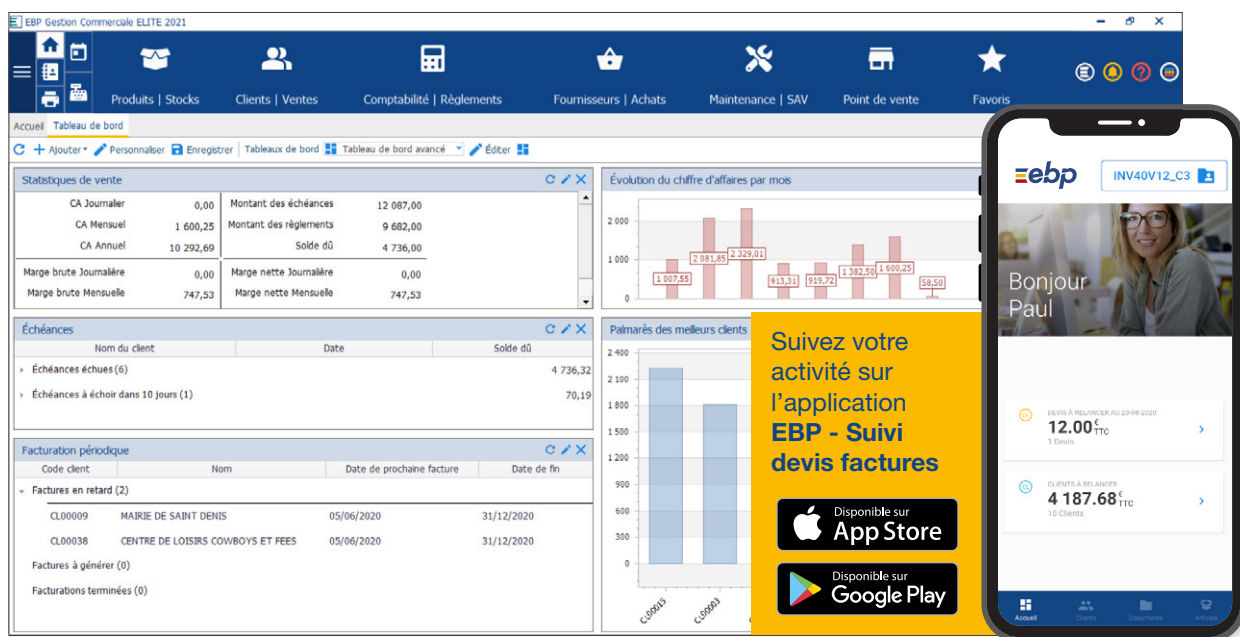 EBP Gestion Commerciale ELITE 2021
Produits | Stocks
Clients | Ventes
Comptabilité | Règlements
Fournisseurs | Achats
Maintenance | SAV
Point de vente
Favoris
Accueil Tableau de bord
Ajouter Personnaliser Enregistrer Tableaux de bord Tableau de bord avancé Éditer
Statistiques de vente
CA Journalier 0,00 Montant des échéances 12 087,00
CA Mensuel 1 600,25 Montant des règlements 9 682,00
CA Annuel 10 292,69 Solde dû 4 736,00
Marge brute Journalière 0,00 Marge nette Journalière 0,00
Marge brute Mensuelle 747,53 Marge nette Mensuelle 747,53
Évolution du chiffre d'affaires par mois
2 000
1 000
0
1 007,55
2 081,85
2 329,01
913,31
919,72
1 382,50
1 600,25
58,50
Échéances
Nom du client Date Solde dû
Échéances échues (6) 4 736,32
Échéances à échoir dans 10 jours (1) 70,19
Palmarès des meilleurs clients
2 400
2 100
1 800
1 500
1 200
900
600
300
0
CL00015
CL00003
Facturation périodique
Code client Nom Date de prochaine facture Date de fin
Factures en retard (2)
CL00009 MAIRIE DE SAINT DENIS 05/06/2020 31/12/2020
CL00038 CENTRE DE LOISIRS COWBOYS ET FEES 05/06/2020 31/12/2020
Factures à générer (0)
Facturations terminées (0)
Suivez votre
activité sur
l'application
EBP - Suivi
devis factures
Disponible sur
App Store
Disponible sur
Google Play
ebp
INV40V12_C3
Bonjour
Paul
DEVIS À RELANCER AU 23-09-2020
12.00 € TTC
1 Devis
CLIENTS À RELANCER
4 187.68 € TTC
10 Clients
Accueil Clients Documents Articles